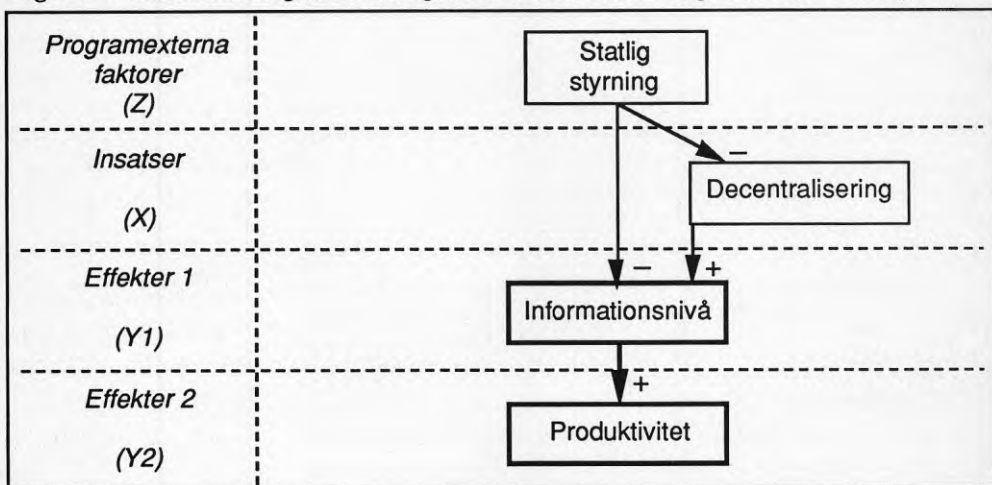 Programexterna
faktorer
(Z)
Statlig
styrning
Insatser
(X)
–
Decentralisering
Effekter 1
(Y1)
–
+
Informationsnivå
Effekter 2
(Y2)
+
Produktivitet